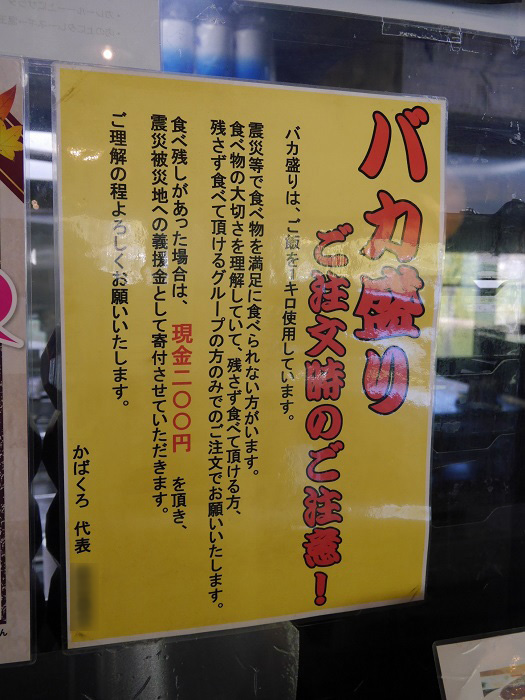 バカ盛り
ご注文時のご注意！
バカ盛りは、ご飯を１キロ使用しています。
震災等で食べ物を満足に食べられない方がいます。
食べ物の大切さを理解していて、残さず食べて頂ける方、
残さず食べて頂けるグループの方のみでのご注文でお願いいたします。
食べ残しがあった場合は、現金二〇〇円 を頂き、
震災被災地への義援金として寄付させていただきます。
ご理解の程よろしくお願いいたします。
かばくろ 代表